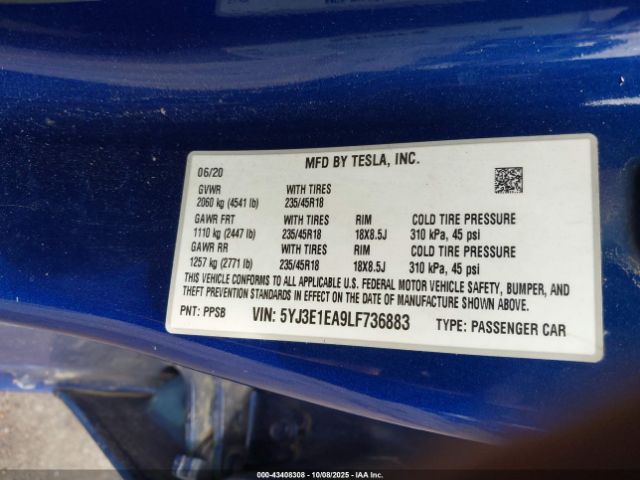 MFD BY TESLA, INC.
06/20
GVWR WITH TIRES
2060 kg (4541 lb) 235/45R18
GAWR FRT WITH TIRES RIM COLD TIRE PRESSURE
1110 kg (2447 lb) 235/45R18 18X8.5J 310 kPa, 45 psi
GAWR RR WITH TIRES RIM COLD TIRE PRESSURE
1257 kg (2771 lb) 235/45R18 18X8.5J 310 kPa, 45 psi
THIS VEHICLE CONFORMS TO ALL APPLICABLE U.S. FEDERAL MOTOR VEHICLE SAFETY, BUMPER, AND
THEFT PREVENTION STANDARDS IN EFFECT ON THE DATE OF MANUFACTURE SHOWN ABOVE.
PNT: PPSB VIN: 5YJ3E1EA9LF736883 TYPE: PASSENGER CAR
000-43408308 - 10/08/2025 - IAA Inc.